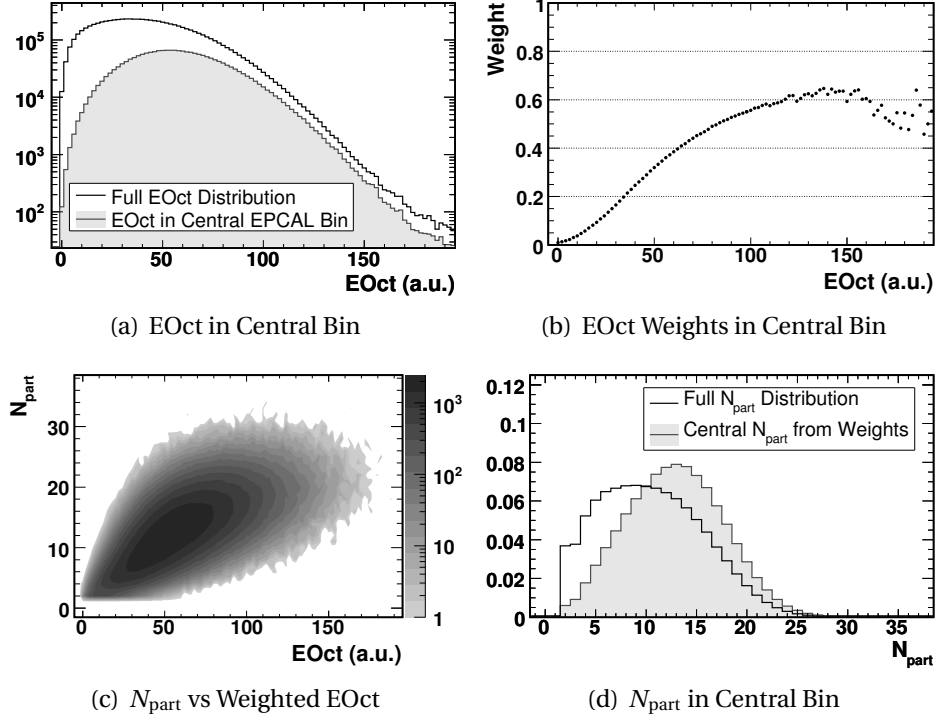 10^5
10^4
10^3
10^2
Full EOct Distribution
EOct in Central EPCAL Bin
0 50 100 150
EOct (a.u.)
(a) EOct in Central Bin
Weight
1
0.8
0.6
0.4
0.2
0
0 50 100 150
EOct (a.u.)
(b) EOct Weights in Central Bin
N_part
30
20
10
0
10^3
10^2
10
1
0 50 100 150
EOct (a.u.)
(c) N_part vs Weighted EOct
0.12
0.10
0.08
0.06
0.04
0.02
0.00
Full N_part Distribution
Central N_part from Weights
0 5 10 15 20 25 30 35
N_part
(d) N_part in Central Bin